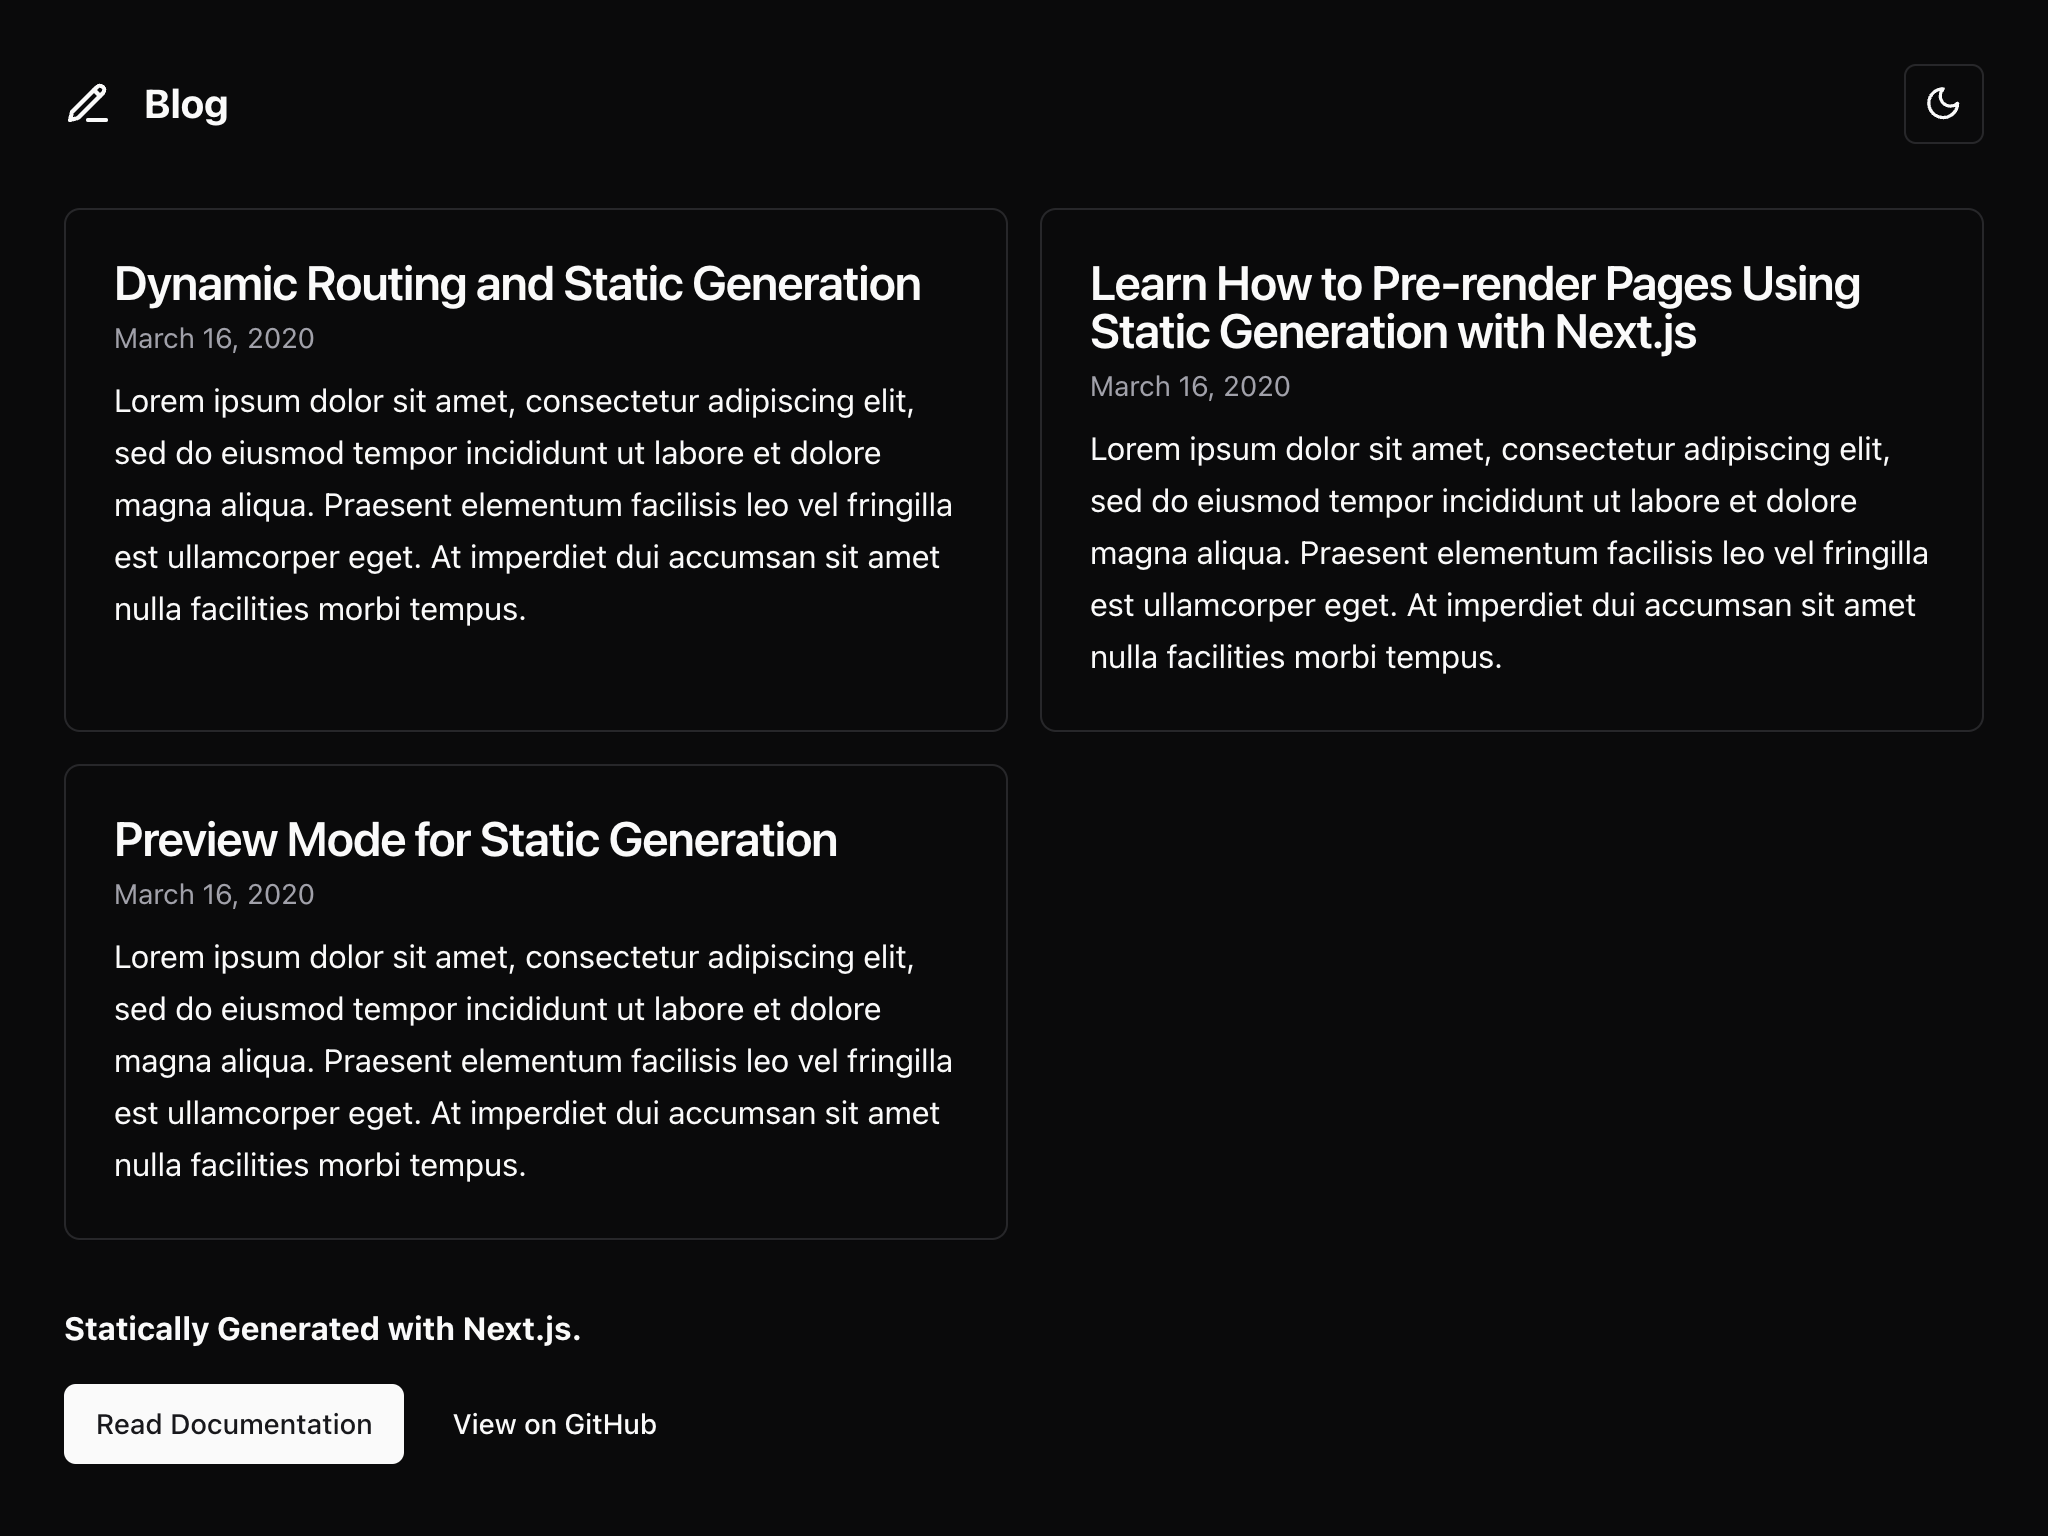 Blog
Dynamic Routing and Static Generation
March 16, 2020
Lorem ipsum dolor sit amet, consectetur adipiscing elit,
sed do eiusmod tempor incididunt ut labore et dolore
magna aliqua. Praesent elementum facilisis leo vel fringilla
est ullamcorper eget. At imperdiet dui accumsan sit amet
nulla facilities morbi tempus.
Learn How to Pre-render Pages Using
Static Generation with Next.js
March 16, 2020
Lorem ipsum dolor sit amet, consectetur adipiscing elit,
sed do eiusmod tempor incididunt ut labore et dolore
magna aliqua. Praesent elementum facilisis leo vel fringilla
est ullamcorper eget. At imperdiet dui accumsan sit amet
nulla facilities morbi tempus.
Preview Mode for Static Generation
March 16, 2020
Lorem ipsum dolor sit amet, consectetur adipiscing elit,
sed do eiusmod tempor incididunt ut labore et dolore
magna aliqua. Praesent elementum facilisis leo vel fringilla
est ullamcorper eget. At imperdiet dui accumsan sit amet
nulla facilities morbi tempus.
Statically Generated with Next.js.
Read Documentation
View on GitHub